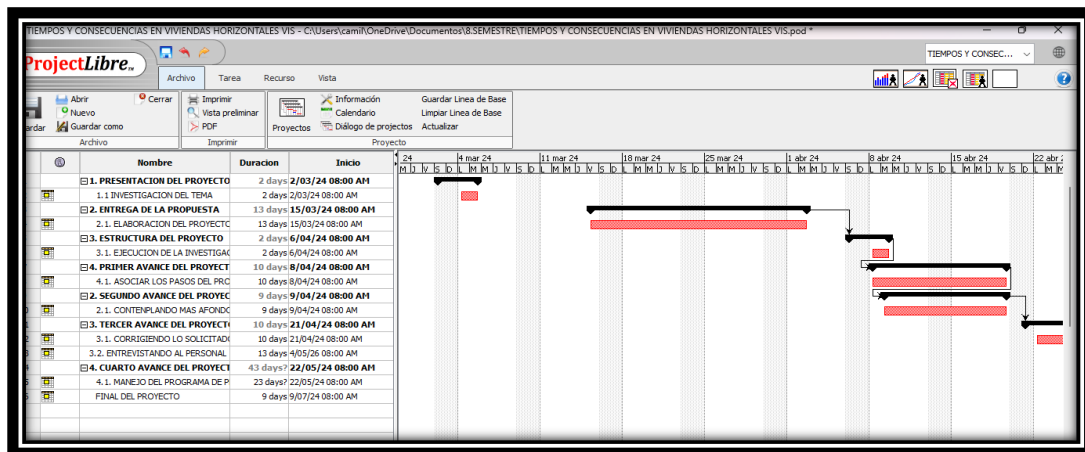 TIEMPOS Y CONSECUENCIAS EN VIVIENDAS HORIZONTALES VIS - C:\Users\camil\OneDrive\Documentos\8.SEMESTRE\TIEMPOS Y CONSECUENCIAS EN VIVIENDAS HORIZONTALES VIS.pod *
ProjectLibre TIEMPOS Y CONSEC...
Archivo Tarea Recurso Vista
Abrir Cerrar Imprimir Información Guardar Linea de Base
Nuevo Vista preliminar Calendario Limpiar Linea de Base
Guardar como PDF Proyectos Diálogo de projectos Actualizar
Archivo Imprimir Proyecto
Nombre Duracion Inicio
24 4 mar 24 11 mar 24 18 mar 24 25 mar 24 1 abr 24 8 abr 24 15 abr 24 22 abr
M J V S D L M M J V S D L M M J V S D L M M J V S D L M M J V S D L M M J V S D L M M J V S D L M M J V S D L M M
1. PRESENTACION DEL PROYECTO 2 days 2/03/24 08:00 AM
1.1 INVESTIGACION DEL TEMA 2 days 2/03/24 08:00 AM
2. ENTREGA DE LA PROPUESTA 13 days 15/03/24 08:00 AM
2.1. ELABORACION DEL PROYECTO 13 days 15/03/24 08:00 AM
3. ESTRUCTURA DEL PROYECTO 2 days 6/04/24 08:00 AM
3.1. EJECUCION DE LA INVESTIGAC 2 days 6/04/24 08:00 AM
4. PRIMER AVANCE DEL PROYECT 10 days 8/04/24 08:00 AM
4.1. ASOCIAR LOS PASOS DEL PRO 10 days 8/04/24 08:00 AM
2. SEGUNDO AVANCE DEL PROYEC 9 days 9/04/24 08:00 AM
2.1. CONTENPLANDO MAS AFONDO 9 days 9/04/24 08:00 AM
3. TERCER AVANCE DEL PROYECTO 10 days 21/04/24 08:00 AM
3.1. CORRIGIENDO LO SOLICITADO 10 days 21/04/24 08:00 AM
3.2. ENTREVISTANDO AL PERSONAL 13 days 4/05/26 08:00 AM
4. CUARTO AVANCE DEL PROYECT 43 days? 22/05/24 08:00 AM
4.1. MANEJO DEL PROGRAMA DE P 23 days? 22/05/24 08:00 AM
FINAL DEL PROYECTO 9 days 9/07/24 08:00 AM